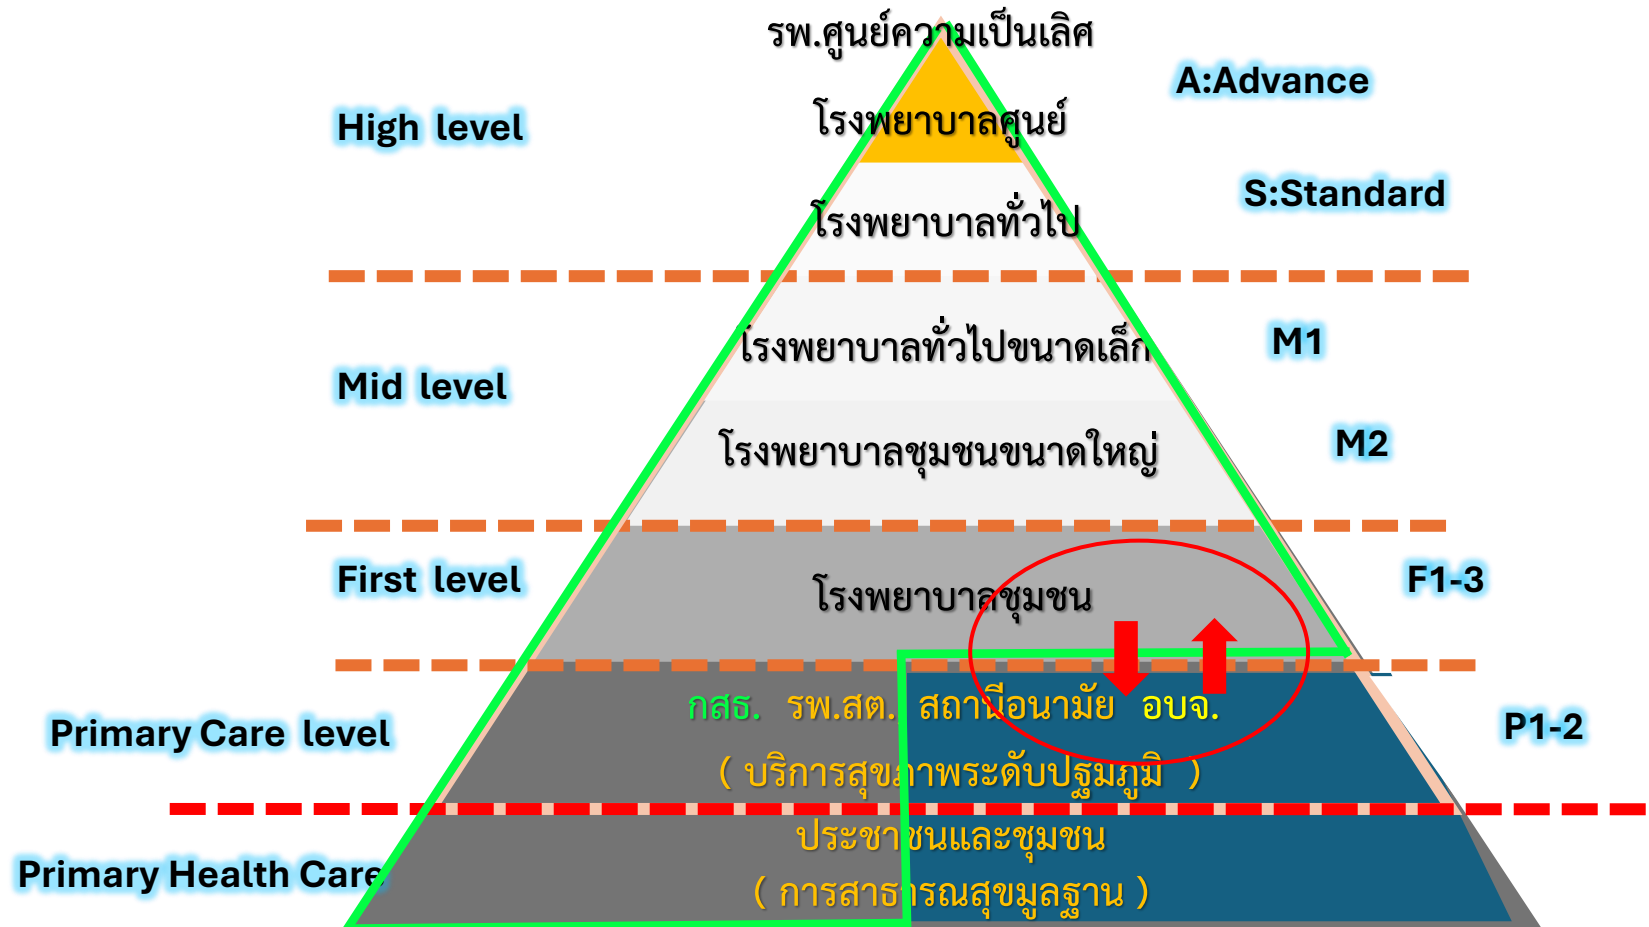 รพ.ศูนย์ความเป็นเลิศ
A:Advance
High level
โรงพยาบาลศูนย์
S:Standard
โรงพยาบาลทั่วไป
M1
โรงพยาบาลทั่วไปขนาดเล็ก
Mid level
M2
โรงพยาบาลชุมชนขนาดใหญ่
First level
โรงพยาบาลชุมชน
F1-3
กสธ. รพ.สต. สถานีอนามัย อบจ.
Primary Care level
P1-2
( บริการสุขภาพระดับปฐมภูมิ )
ประชาชนและชุมชน
Primary Health Care
( การสาธารณสุขมูลฐาน )